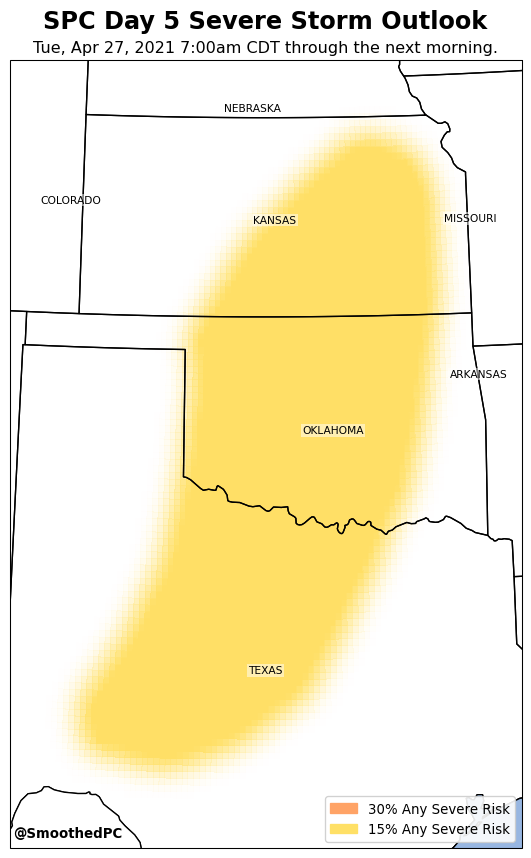 SPC Day 5 Severe Storm Outlook
Tue, Apr 27, 2021 7:00am CDT through the next morning.
NEBRASKA
COLORADO
KANSAS
MISSOURI
ARKANSAS
OKLAHOMA
TEXAS
30% Any Severe Risk
15% Any Severe Risk
@SmoothedPC